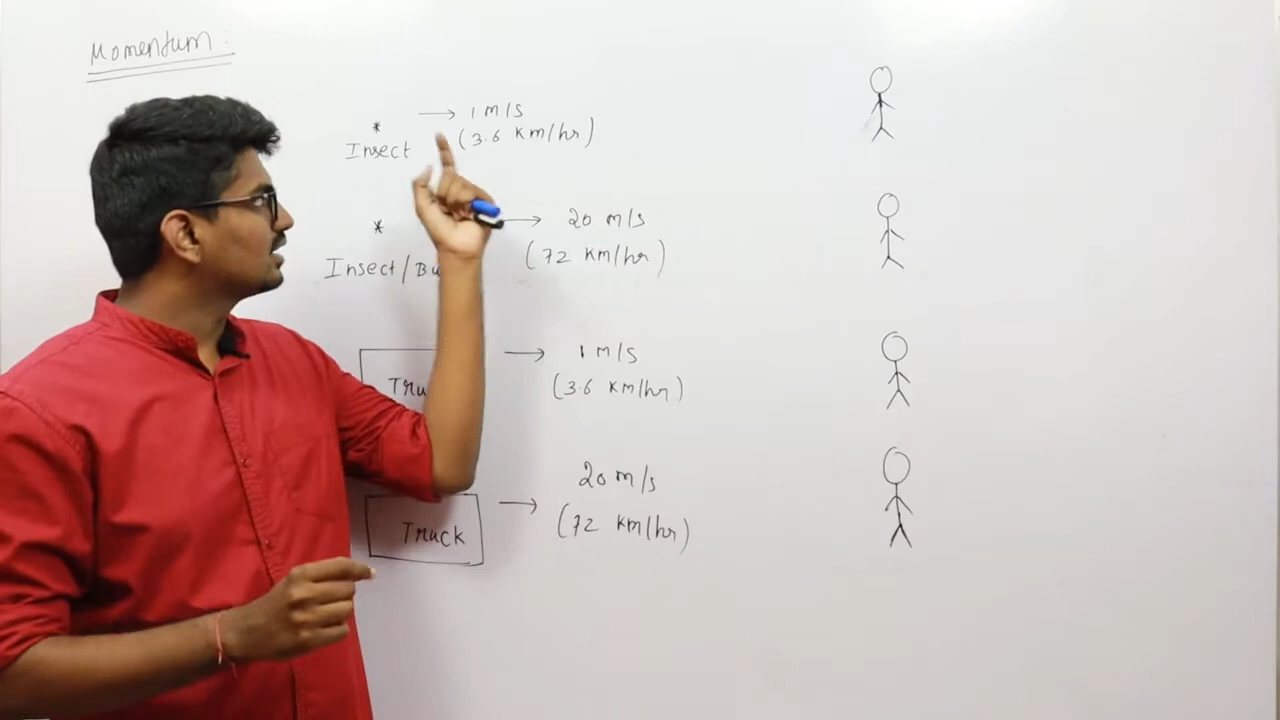 Momentum :
* → 1 m/s
Insect (3.6 Km/hr)
* → 20 m/s
Insect/ (72 Km/hr)
→ 1 m/s
(3.6 Km/hr)
20 m/s
Truck → (72 Km/hr)